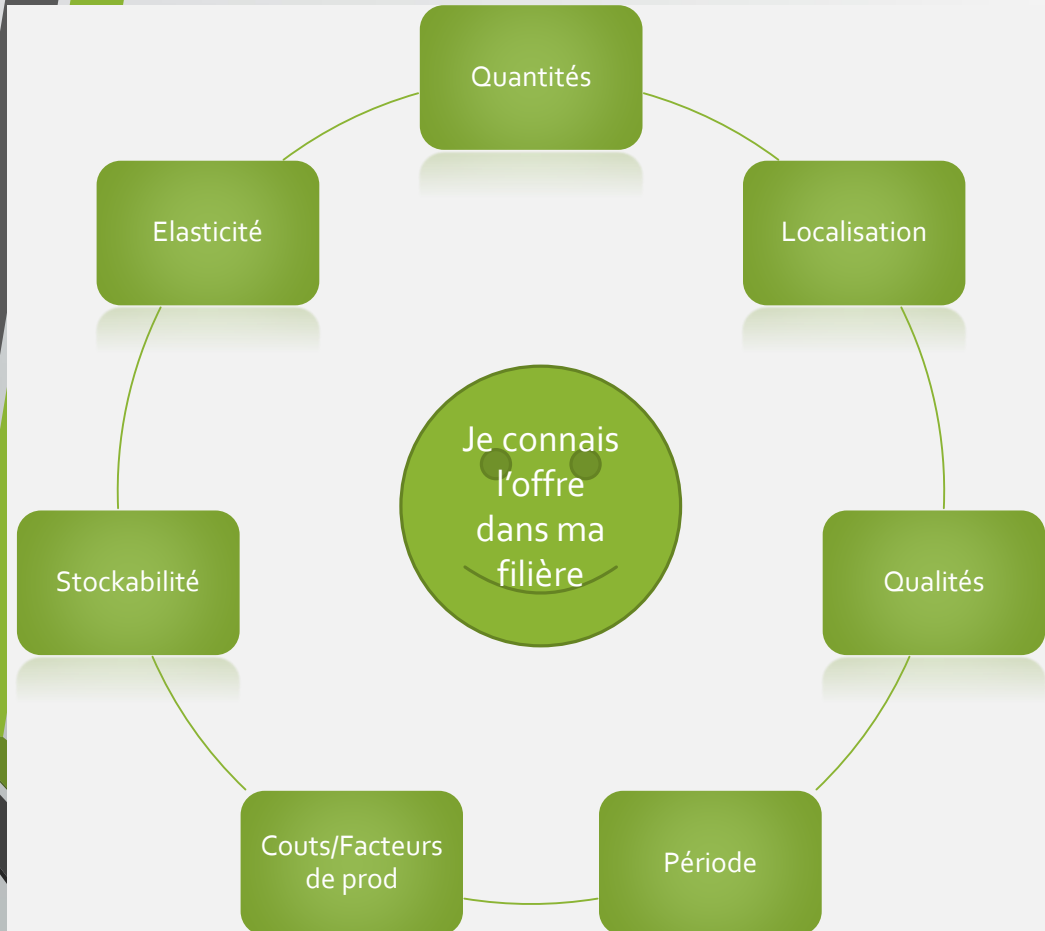 Quantités
Elasticité
Localisation
Je connais
l'offre
dans ma
filière
Stockabilité
Qualités
Couts/Facteurs
de prod
Période